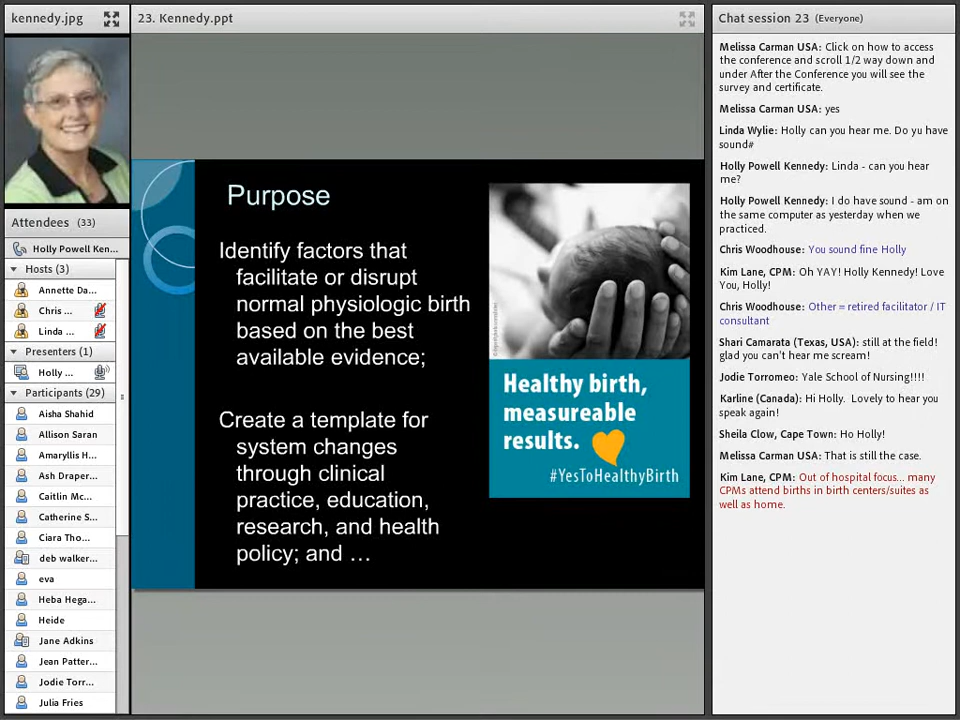 kennedy.jpg
Attendees (33)
Holly Powell Ken...
Hosts (3)
Annette Da...
Chris ...
Linda ...
Presenters (1)
Holly ...
Participants (29)
Aisha Shahid
Allison Saran
Amaryllis H...
Ash Draper...
Caitlin Mc...
Catherine S...
Ciara Tho...
deb walker...
eva
Heba Hega...
Heide
Jane Adkins
Jean Patter...
Jodie Torr...
Julia Fries
23. Kennedy.ppt
Purpose
Identify factors that
facilitate or disrupt
normal physiologic birth
based on the best
available evidence;
Create a template for
system changes
through clinical
practice, education,
research, and health
policy; and …
Healthy birth,
measureable
results.
#YesToHealthyBirth
Chat session 23 (Everyone)
Melissa Carman USA: Click on how to access
the conference and scroll 1/2 way down and
under After the Conference you will see the
survey and certificate.
Melissa Carman USA: yes
Linda Wylie: Holly can you hear me. Do yu have
sound#
Holly Powell Kennedy: Linda - can you hear
me?
Holly Powell Kennedy: I do have sound - am on
the same computer as yesterday when we
practiced.
Chris Woodhouse: You sound fine Holly
Kim Lane, CPM: Oh YAY! Holly Kennedy! Love
You, Holly!
Chris Woodhouse: Other = retired facilitator / IT
consultant
Shari Camarata (Texas, USA): still at the field!
glad you can't hear me scream!
Jodie Torromeo: Yale School of Nursing!!!!
Karline (Canada): Hi Holly. Lovely to hear you
speak again!
Sheila Clow, Cape Town: Ho Holly!
Melissa Carman USA: That is still the case.
Kim Lane, CPM: Out of hospital focus... many
CPMs attend births in birth centers/suites as
well as home.